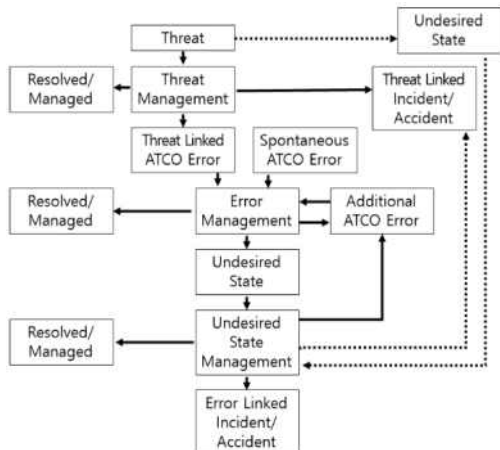 Threat
Undesired
State
Resolved/
Managed
Threat
Management
Threat Linked
Incident/
Accident
Threat Linked
ATCO Error
Spontaneous
ATCO Error
Resolved/
Managed
Error
Management
Additional
ATCO Error
Undesired
State
Resolved/
Managed
Undesired
State
Management
Error Linked
Incident/
Accident